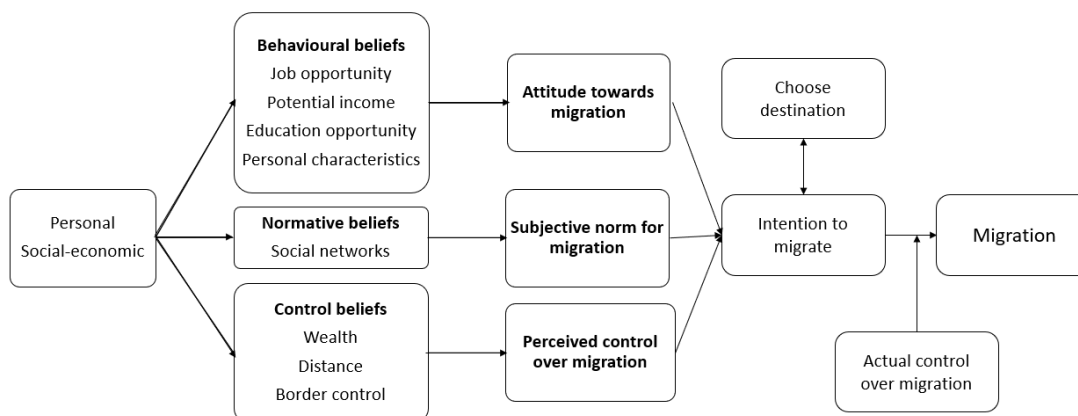 Personal
Social-economic
Behavioural beliefs
Job opportunity
Potential income
Education opportunity
Personal characteristics
Normative beliefs
Social networks
Control beliefs
Wealth
Distance
Border control
Attitude towards
migration
Subjective norm for
migration
Perceived control
over migration
Choose
destination
Intention to
migrate
Migration
Actual control
over migration